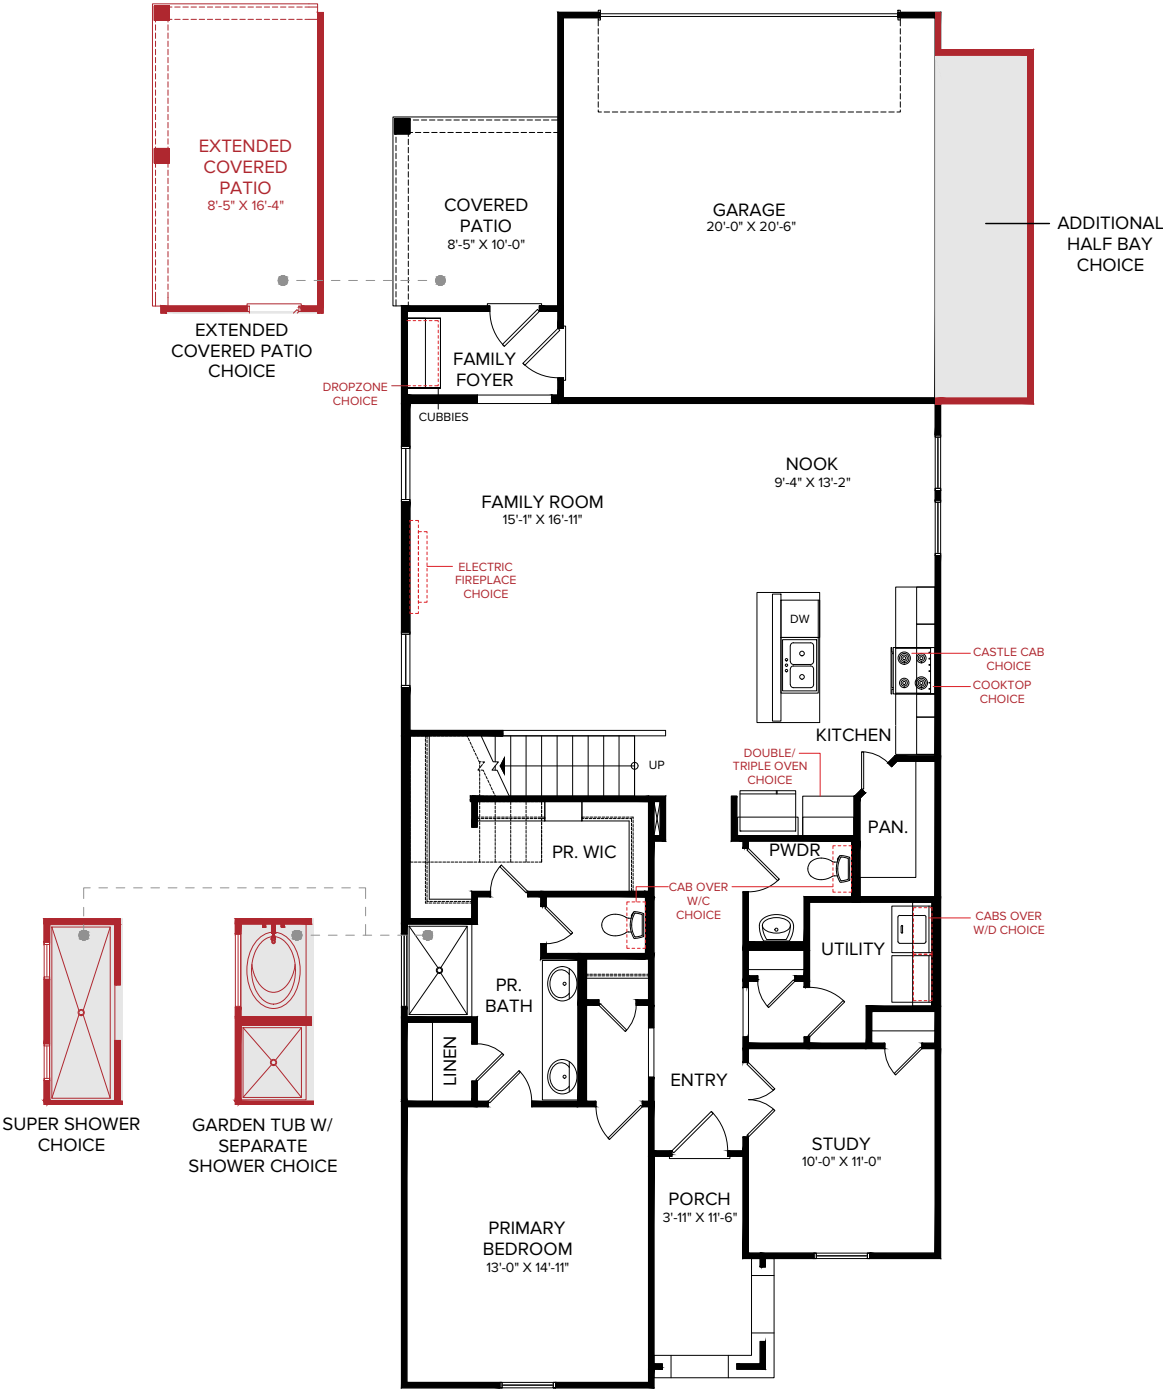 EXTENDED
COVERED
PATIO
8'-5" X 16'-4"
EXTENDED
COVERED PATIO
CHOICE
COVERED
PATIO
8'-5" X 10'-0"
GARAGE
20'-0" X 20'-6"
ADDITIONAL
HALF BAY
CHOICE
FAMILY
FOYER
DROPZONE
CHOICE
CUBBIES
NOOK
9'-4" X 13'-2"
FAMILY ROOM
15'-1" X 16'-11"
ELECTRIC
FIREPLACE
CHOICE
DW
CASTLE CAB
CHOICE
COOKTOP
CHOICE
KITCHEN
UP
DOUBLE/
TRIPLE OVEN
CHOICE
PAN.
PR. WIC
PWDR
CAB OVER
W/C
CHOICE
CABS OVER
W/D CHOICE
UTILITY
PR.
BATH
LINEN
ENTRY
SUPER SHOWER
CHOICE
GARDEN TUB W/
SEPARATE
SHOWER CHOICE
STUDY
10'-0" X 11'-0"
PORCH
3'-11" X 11'-6"
PRIMARY
BEDROOM
13'-0" X 14'-11"